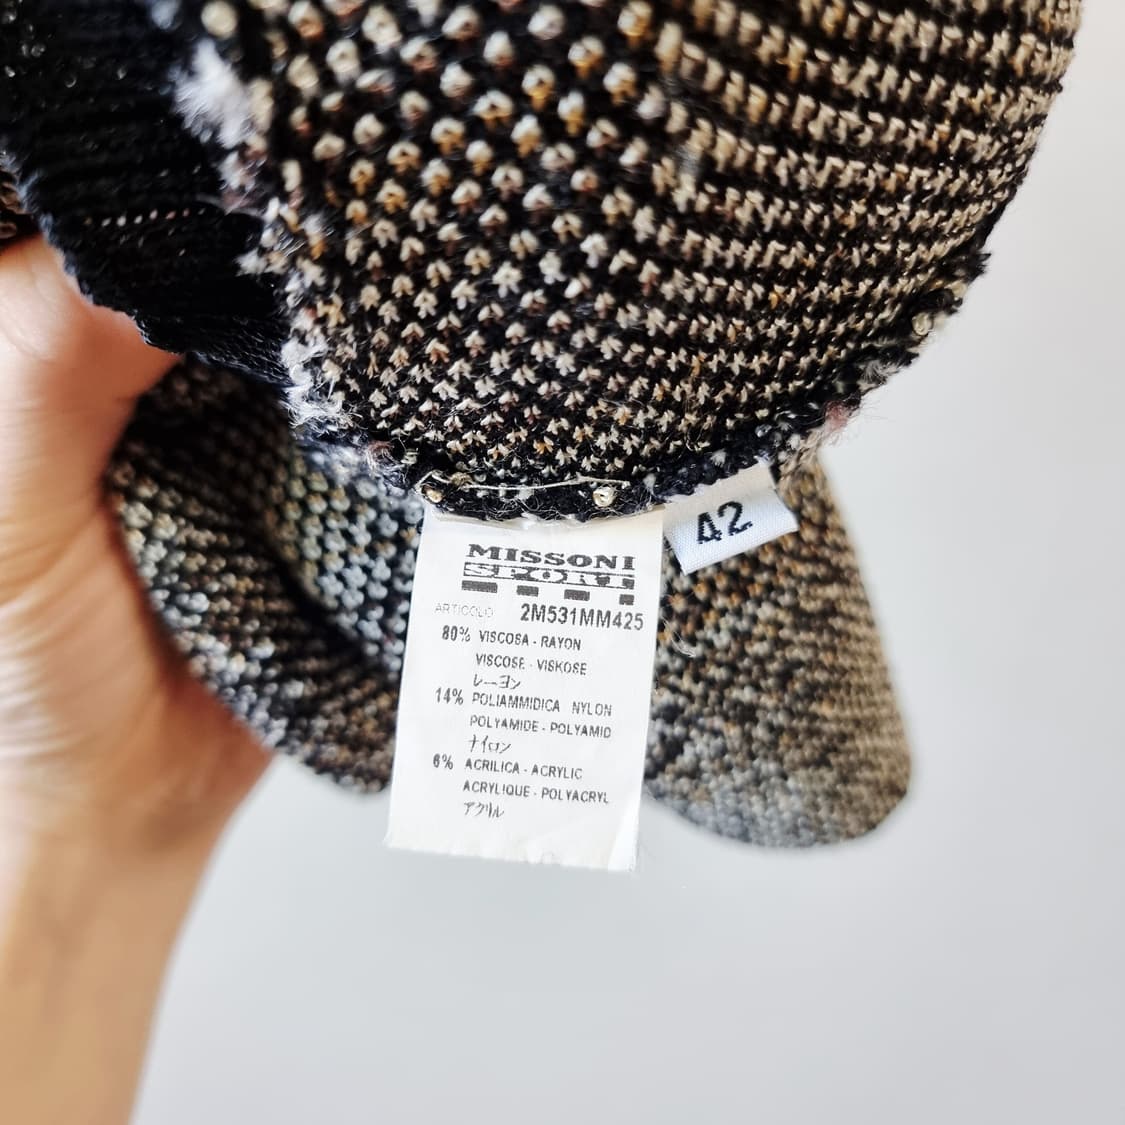 MISSONI
SPORT
ARTICOLO 2M531MM425
80% VISCOSA - RAYON
VISCOSE - VISKOSE
レーヨン
14% POLIAMMIDICA NYLON
POLYAMIDE - POLYAMID
ナイロン
6% ACRILICA - ACRYLIC
ACRYLIQUE - POLYACRYL
アクリル
42